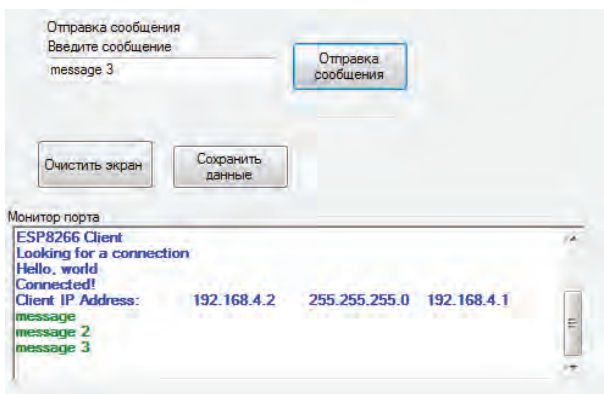 Отправка сообщения
Введите сообщение
message 3
Отправка
сообщения
Очистить экран
Сохранить
данные
Монитор порта
ESP8266 Client
Looking for a connection
Hello, world
Connected!
Client IP Address: 192.168.4.2 255.255.255.0 192.168.4.1
message
message 2
message 3